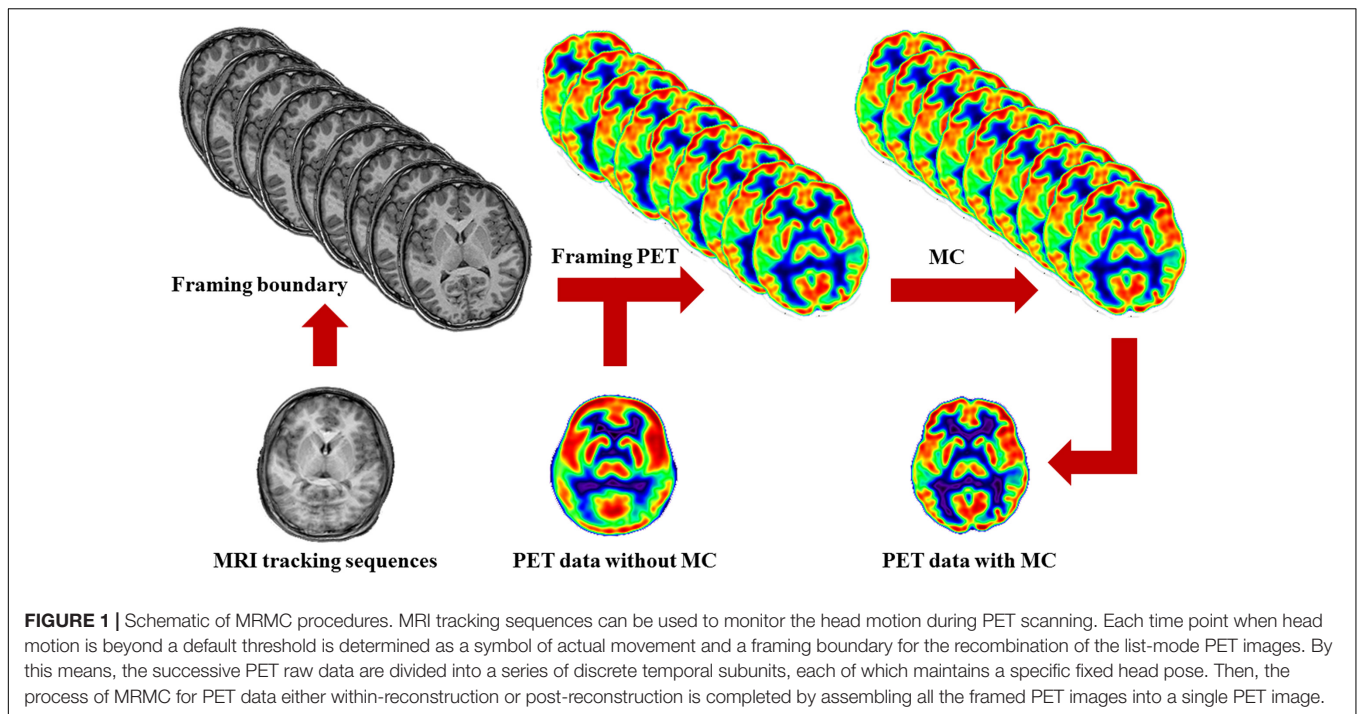 Framing boundary
Framing PET
MC
MRI tracking sequences
PET data without MC
PET data with MC
FIGURE 1 | Schematic of MRMC procedures. MRI tracking sequences can be used to monitor the head motion during PET scanning. Each time point when head
motion is beyond a default threshold is determined as a symbol of actual movement and a framing boundary for the recombination of the list-mode PET images. By
this means, the successive PET raw data are divided into a series of discrete temporal subunits, each of which maintains a specific fixed head pose. Then, the
process of MRMC for PET data either within-reconstruction or post-reconstruction is completed by assembling all the framed PET images into a single PET image.